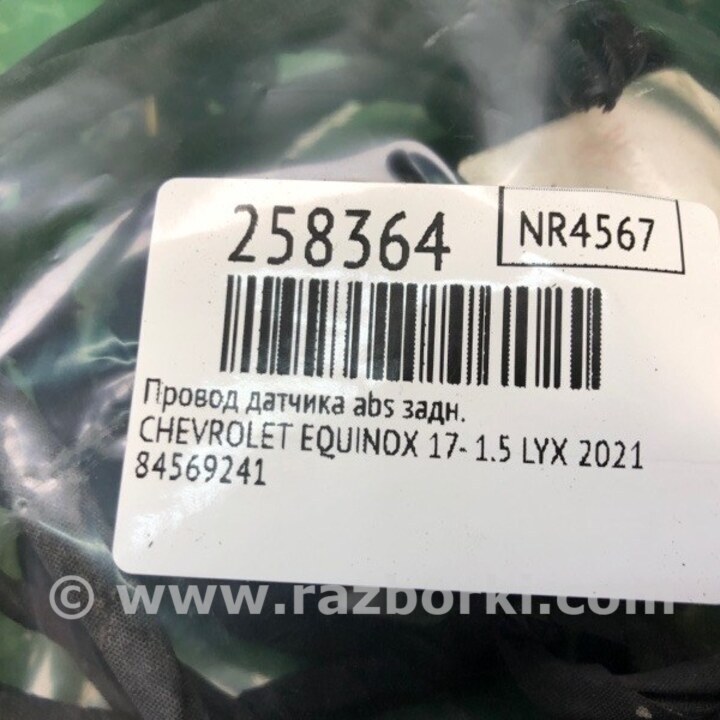 258364
NR4567
Провод датчика abs задн.
CHEVROLET EQUINOX 17- 1.5 LYX 2021
84569241
© www.razborki.com